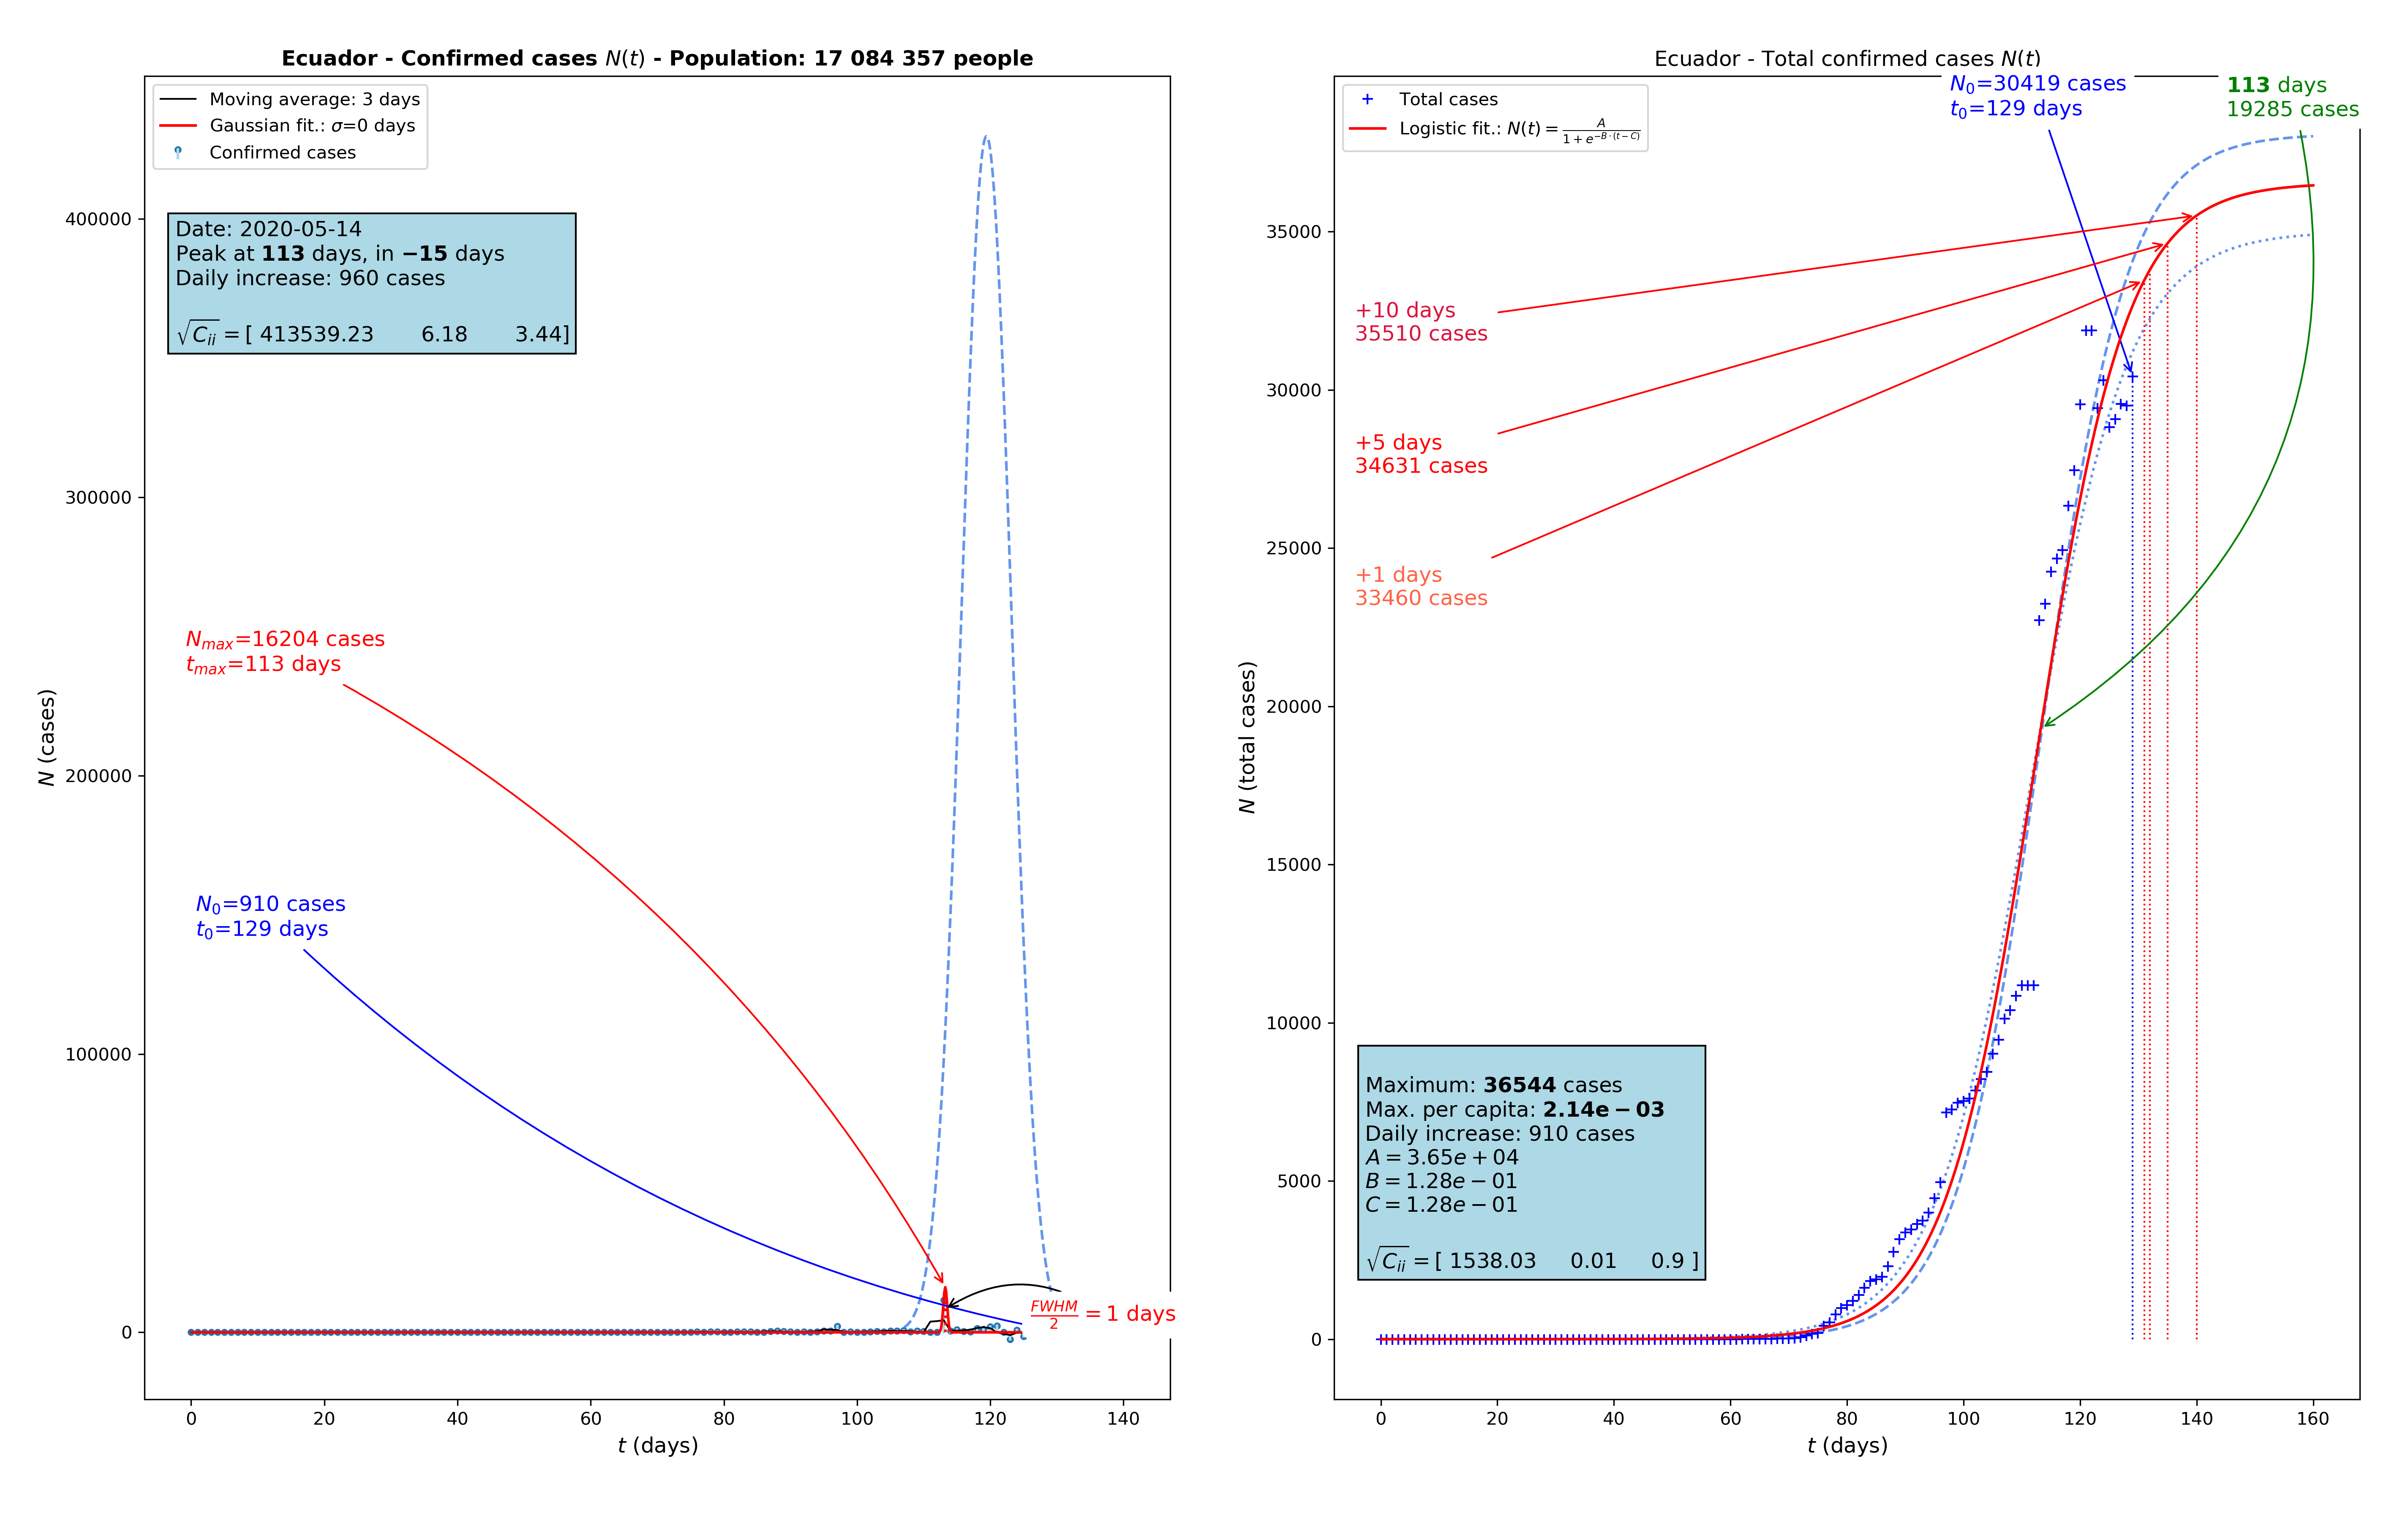 Ecuador - Confirmed cases N(t) - Population: 17 084 357 people
Moving average: 3 days
Gaussian fit.: σ=0 days
Confirmed cases
Date: 2020-05-14
Peak at 113 days, in −15 days
Daily increase: 960 cases
√C_ii = [ 413539.23 6.18 3.44]
N_max=16204 cases
t_max=113 days
N_0=910 cases
t_0=129 days
FWHM/2 = 1 days
400000
300000
200000
100000
0
N (cases)
0 20 40 60 80 100 120 140
t (days)
Ecuador - Total confirmed cases N(t)
N_0=30419 cases
t_0=129 days
113 days
19285 cases
Total cases
Logistic fit.: N(t) = A/(1 + e^(−B·(t−C)))
+10 days
35510 cases
+5 days
34631 cases
+1 days
33460 cases
Maximum: 36544 cases
Max. per capita: 2.14e − 03
Daily increase: 910 cases
A = 3.65e + 04
B = 1.28e − 01
C = 1.28e − 01
√C_ii = [ 1538.03 0.01 0.9 ]
35000
30000
25000
20000
15000
10000
5000
0
N (total cases)
0 20 40 60 80 100 120 140 160
t (days)